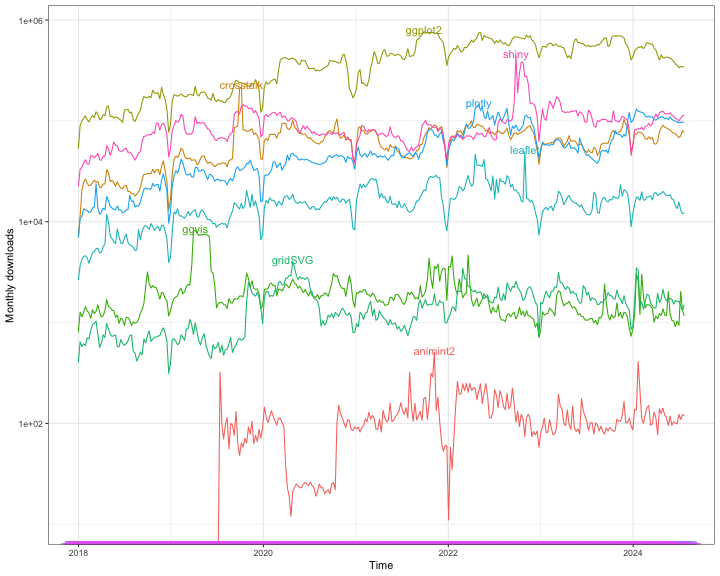 1e+06
1e+04
1e+02
Monthly downloads
ggplot2
shiny
crosstalk
plotly
leaflet
ggvis
gridSVG
animint2
2018
2020
2022
2024
Time